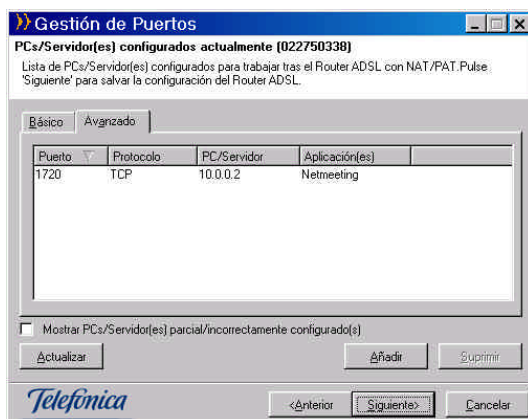 Gestión de Puertos
PCs/Servidor(es) configurados actualmente (022750338)
Lista de PCs/Servidor(es) configurados para trabajar tras el Router ADSL con NAT/PAT.Pulse
'Siguiente' para salvar la configuración del Router ADSL.
Básico Avanzado
Puerto Protocolo PC/Servidor Aplicación(es)
1720 TCP 10.0.0.2 Netmeeting
Mostrar PCs/Servidor(es) parcial/incorrectamente configurado(s)
Actualizar Añadir Suprimir
Telefónica <Anterior Siguiente> Cancelar